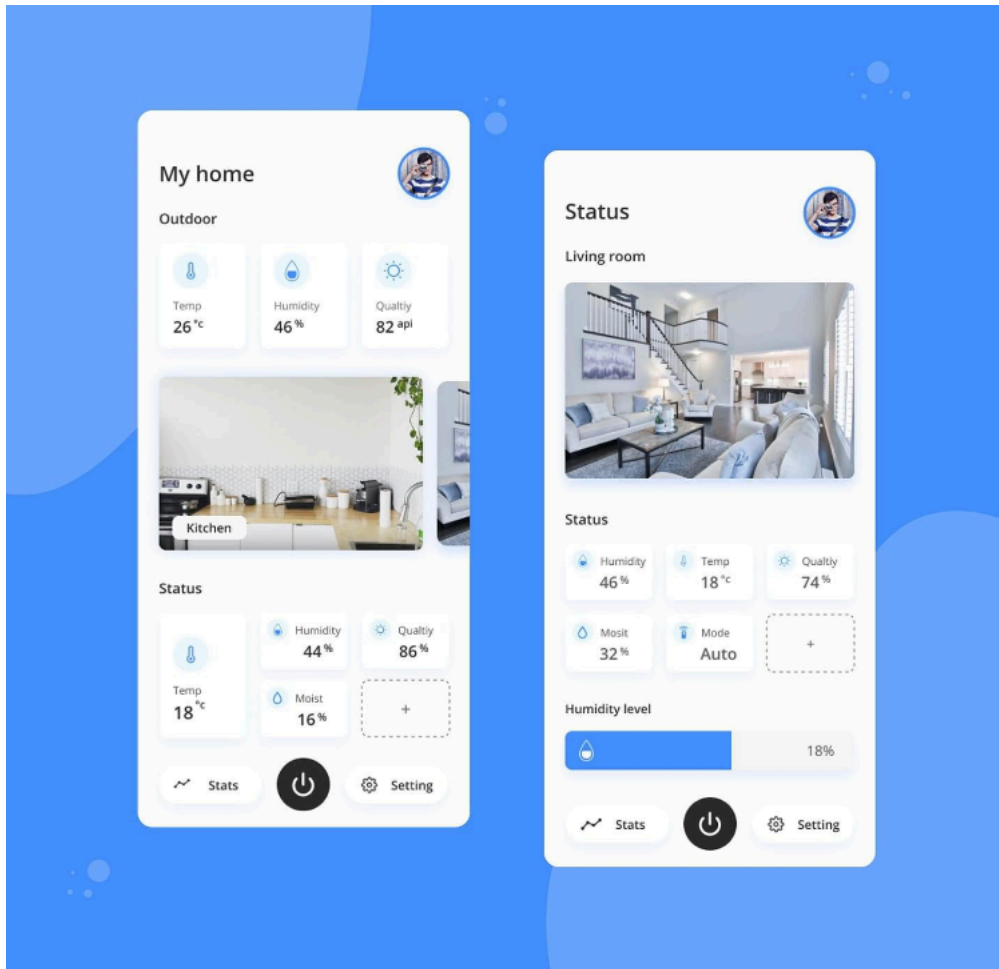 My home
Outdoor
Temp
26 °c
Humidity
46 %
Qualtiy
82 api
Kitchen
Status
Temp
18 °c
Humidity
44 %
Qualtiy
86 %
Moist
16 %
+
Stats
Setting
Status
Living room
Status
Humidity
46 %
Temp
18 °c
Qualtiy
74 %
Mosit
32 %
Mode
Auto
+
Humidity level
18%
Stats
Setting